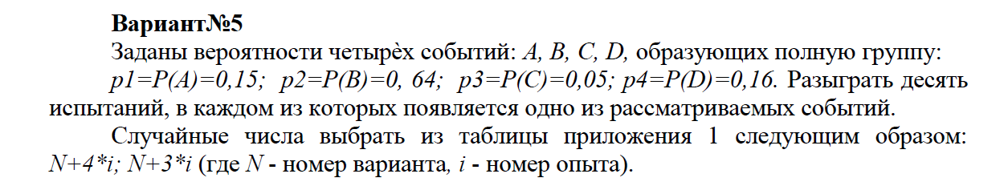 Вариант№5
Заданы вероятности четырѐх событий: A, B, C, D, образующих полную группу:
p1=P(A)=0,15; p2=P(B)=0, 64; p3=P(C)=0,05; p4=P(D)=0,16. Разыграть десять
испытаний, в каждом из которых появляется одно из рассматриваемых событий.
Случайные числа выбрать из таблицы приложения 1 следующим образом:
N+4*i; N+3*i (где N - номер варианта, i - номер опыта).